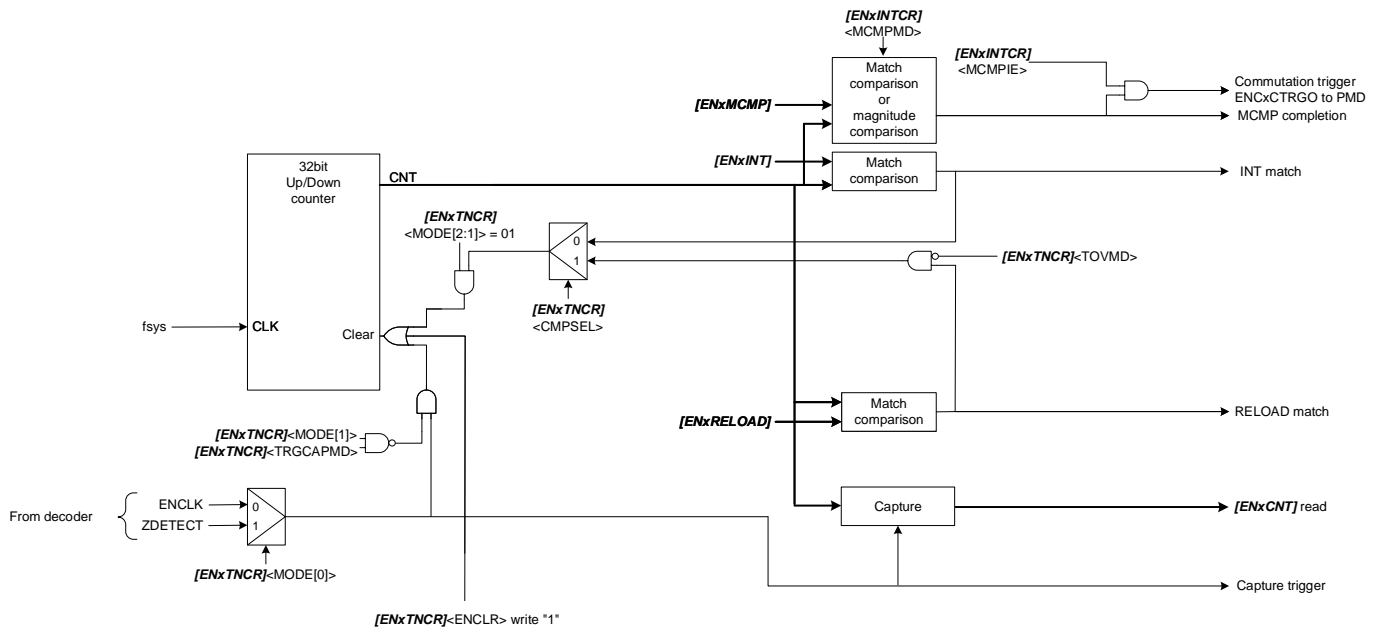 [ENxINTCR]
<MCMPMD>
Match
comparison
or
magnitude
comparison
[ENxINTCR]
<MCMPIE>
Commutation trigger
ENCxCTRGO to PMD
MCMP completion
[ENxMCMP]
[ENxINT]
Match
comparison
INT match
32bit
Up/Down
counter
CNT
[ENxTNCR]
<MODE[2:1]> = 01
0
1
[ENxTNCR]
<CMPSEL>
[ENxTNCR]<TOVMD>
fsys
CLK
Clear
[ENxRELOAD]
Match
comparison
RELOAD match
[ENxTNCR]<MODE[1]>
[ENxTNCR]<TRGCAPMD>
From decoder
ENCLK
ZDETECT
0
1
[ENxTNCR]<MODE[0]>
Capture
[ENxCNT] read
Capture trigger
[ENxTNCR]<ENCLR> write "1"